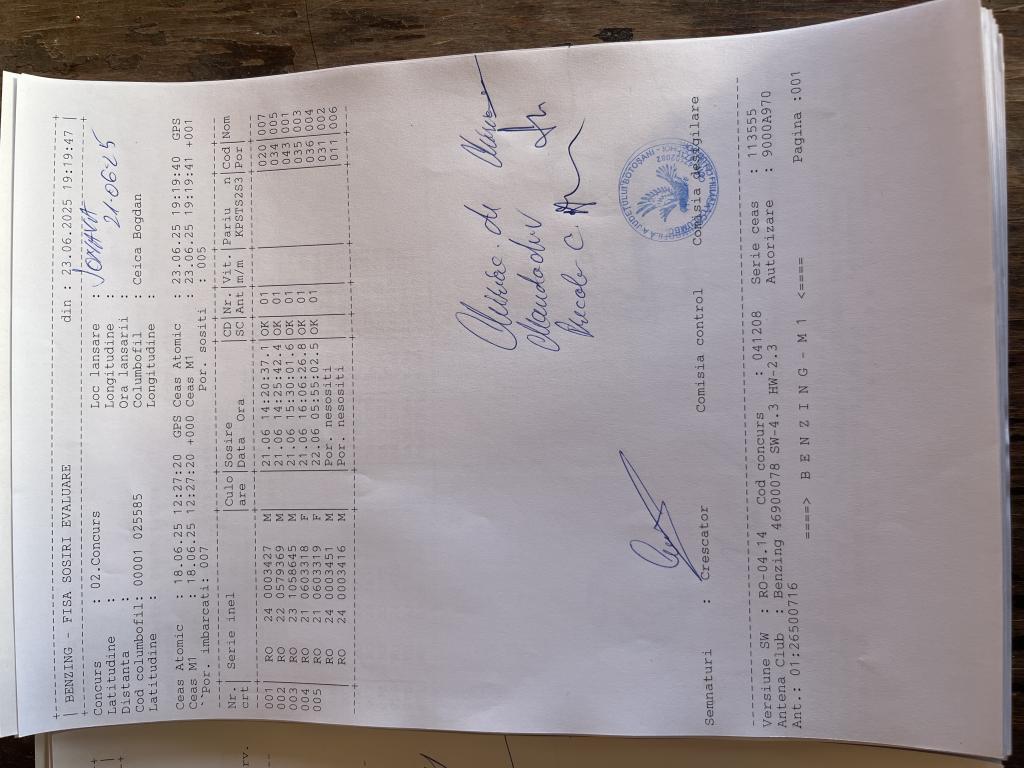 BENZING - FISA SOSIRI EVALUARE din : 23.06.2025 19:19:47
Concurs : 02.Concurs Loc lansare :
Latitudine : Longitudine :
Distanta : Ora lansarii :
21.06.25
Cod columbofil: 00001 025585 Columbofil : Ceica Bogdan
Latitudine: : Longitudine :
Ceas Atomic : 18.06.25 12:27:20 GPS Ceas Atomic : 23.06.25 19:19:40 GPS
Ceas M1 : 18.06.25 12:27:20 +000 Ceas M1 : 23.06.25 19:19:41 +001
Por. imbarcati: 007 Por. sositi : 005
Nr. Serie inel Culo Sosire CD Nr. Vit. Pariu n Cod Nom
crt are Data Ora SC Ant m/m KPSTS2S3 Por
001 RO 24 0003427 M 21.06 14:20:37.1 OK 01 020 007
002 RO 22 0579369 M 21.06 14:25:42.4 OK 01 034 005
003 RO 23 1058645 M 21.06 15:30:01.6 OK 01 043 001
004 RO 21 0603318 F 21.06 16:06:26.8 OK 01 035 003
005 RO 21 0603319 F 22.06 05:55:02.5 OK 01 036 004
RO 24 0003451 M Por. nesositi 031 002
RO 24 0003416 M Por. nesositi 011 006
Semnaturi : Crescator Comisia control Comisia desigilare
Versiune SW : RO-04.14 Cod concurs : 041208 Serie ceas : 113555
Antena Club : Benzing 46900078 SW-4.3 HW-2.3 Autorizare : 9000A970
Ant.: 01:26500716
====> B E N Z I N G - M 1 <==== Pagina :001